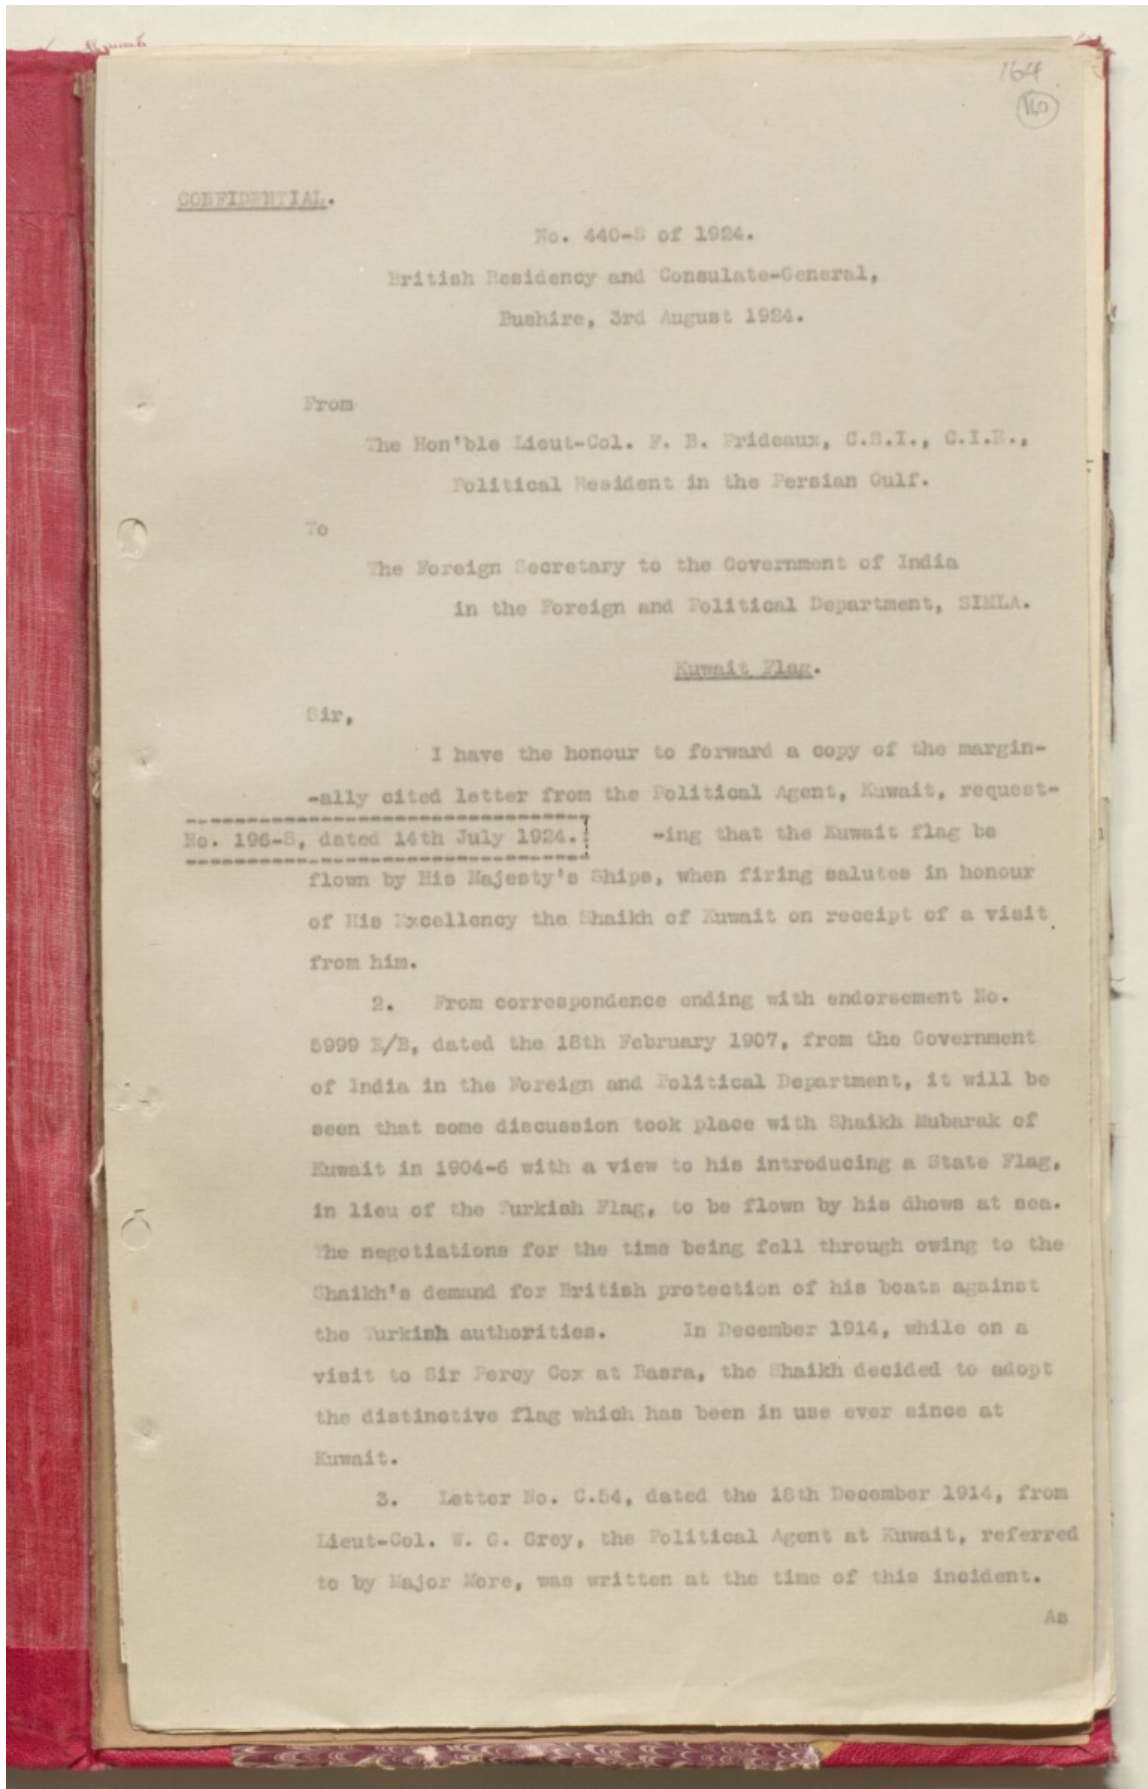 164
160
CONFIDENTIAL.
No. 440-S of 1924.
British Residency and Consulate-General,
Bushire, 3rd August 1924.
From
The Hon'ble Lieut-Col. F. B. Prideaux, C.S.I., C.I.E.,
Political Resident in the Persian Gulf.
To
The Foreign Secretary to the Government of India
in the Foreign and Political Department, SIMLA.
Kuwait Flag.
Sir,
I have the honour to forward a copy of the margin-
-ally cited letter from the Political Agent, Kuwait, request-
No. 196-S, dated 14th July 1924. -ing that the Kuwait flag be
flown by His Majesty's Ships, when firing salutes in honour
of His Excellency the Shaikh of Kuwait on receipt of a visit
from him.
2. From correspondence ending with endorsement No.
5999 E/B, dated the 18th February 1907, from the Government
of India in the Foreign and Political Department, it will be
seen that some discussion took place with Shaikh Mubarak of
Kuwait in 1904-6 with a view to his introducing a State Flag,
in lieu of the Turkish Flag, to be flown by his dhows at sea.
The negotiations for the time being fell through owing to the
Shaikh's demand for British protection of his boats against
the Turkish authorities. In December 1914, while on a
visit to Sir Percy Cox at Basra, the Shaikh decided to adopt
the distinctive flag which has been in use ever since at
Kuwait.
3. Letter No. C.54, dated the 18th December 1914, from
Lieut-Col. W. G. Grey, the Political Agent at Kuwait, referred
to by Major More, was written at the time of this incident.
As